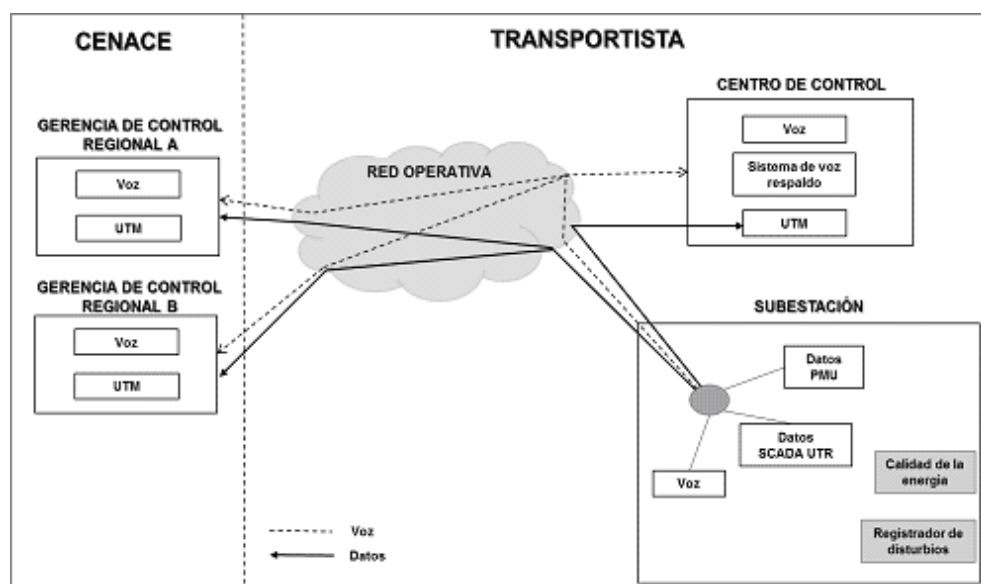 CENACE
TRANSPORTISTA
GERENCIA DE CONTROL
REGIONAL A
Voz
UTM
GERENCIA DE CONTROL
REGIONAL B
Voz
UTM
RED OPERATIVA
CENTRO DE CONTROL
Voz
Sistema de voz
respaldo
UTM
SUBESTACIÓN
Datos
PMU
Datos
SCADA UTR
Voz
Calidad de la
energía
Registrador de
disturbios
Voz
Datos